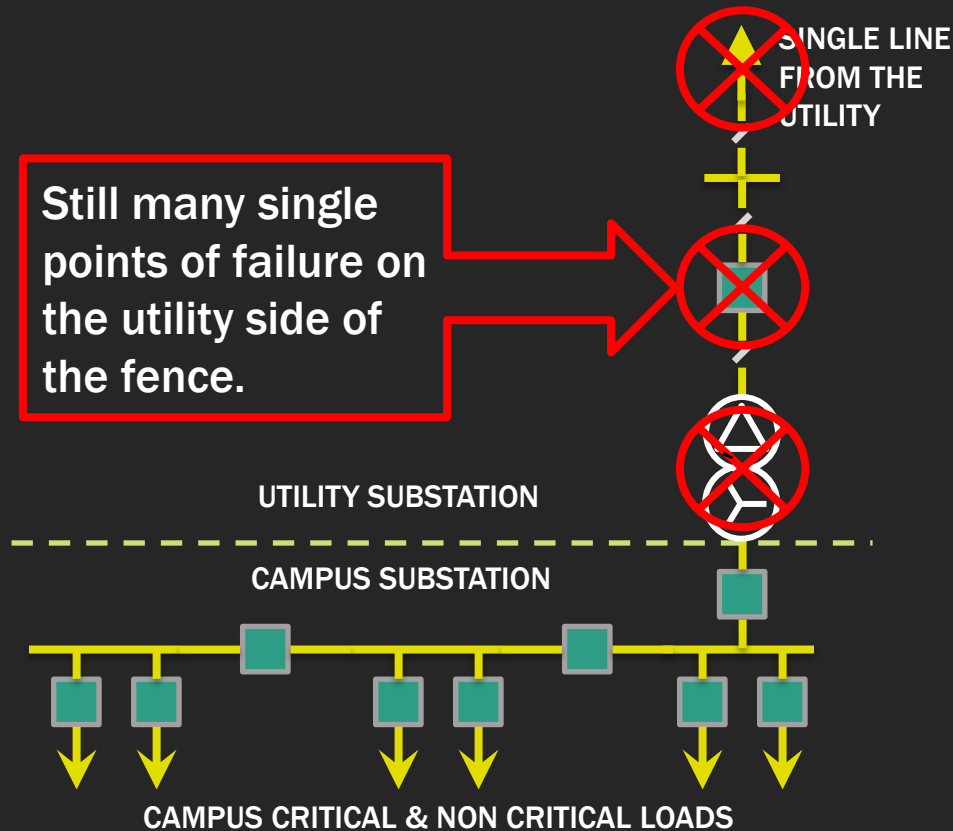 SINGLE LINE
FROM THE
UTILITY
Still many single
points of failure on
the utility side of
the fence.
UTILITY SUBSTATION
CAMPUS SUBSTATION
CAMPUS CRITICAL & NON CRITICAL LOADS